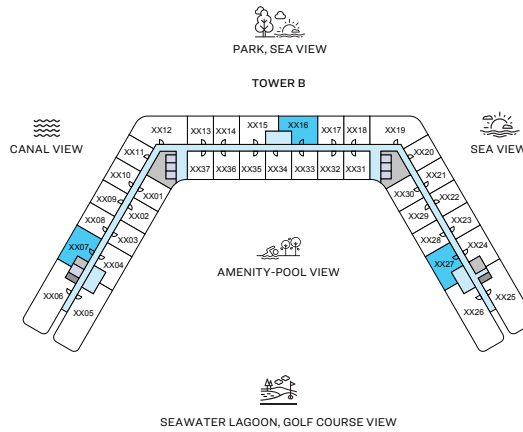 PARK, SEA VIEW
TOWER B
CANAL VIEW
SEA VIEW
XX12
XX13
XX14
XX15
XX16
XX17
XX18
XX19
XX11
XX10
XX09
XX08
XX07
XX06
XX05
XX04
XX03
XX02
XX01
XX37
XX36
XX35
XX34
XX33
XX32
XX31
XX30
XX29
XX28
XX27
XX26
XX20
XX21
XX22
XX23
XX24
XX25
AMENITY-POOL VIEW
SEAWATER LAGOON, GOLF COURSE VIEW